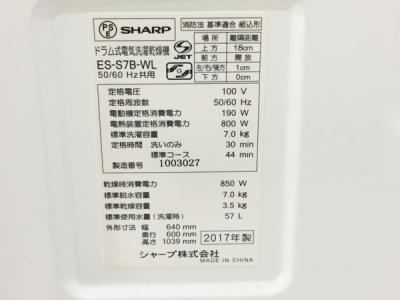 PS E SHARP
ドラム式電気洗濯乾燥機
ES-S7B-WL
50/60 Hz共用
S JET
消防法 基準適合 組込形
場所 離隔距離
上方 18cm
前方 開放
左/右/後方 1cm
下方 0cm
定格電圧 100 V
定格周波数 50/60 Hz
電動機定格消費電力 190 W
電熱装置定格消費電力 800 W
標準洗濯容量 7.0 kg
定格時間 洗いのみ 30 min
標準コース 44 min
製造番号 1003027
乾燥時消費電力 850 W
標準脱水容量 7.0 kg
標準乾燥容量 3.5 kg
標準使用水量(洗濯時) 57 L
外形寸法 幅 640 mm
奥行 600 mm
高さ 1039 mm
2017年製
シャープ株式会社
MADE IN CHINA